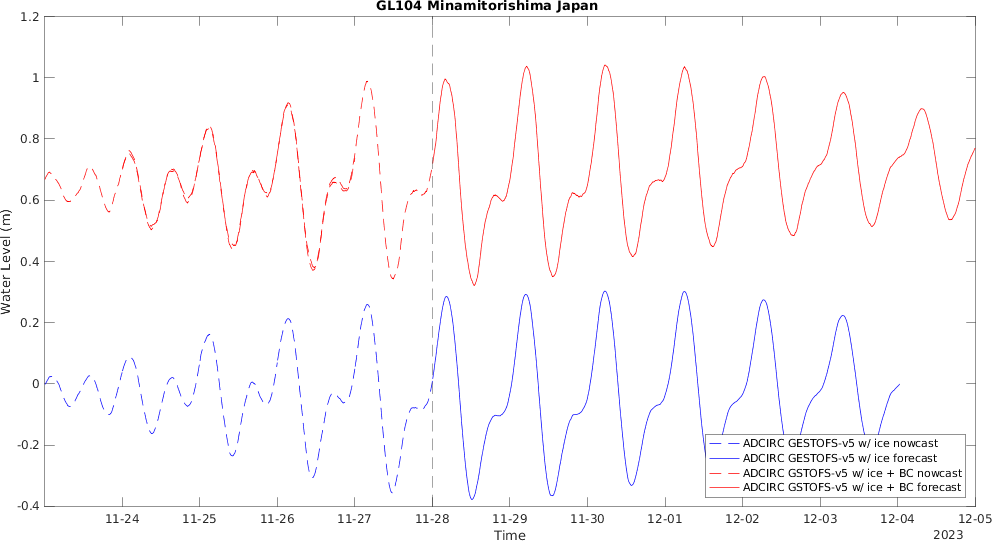 GL104 Minamitorishima Japan
1.2
1
0.8
0.6
0.4
0.2
0
-0.2
-0.4
Water Level (m)
ADCIRC GESTOFS-v5 w/ ice nowcast
ADCIRC GESTOFS-v5 w/ ice forecast
ADCIRC GSTOFS-v5 w/ ice + BC nowcast
ADCIRC GSTOFS-v5 w/ ice + BC forecast
11-24 11-25 11-26 11-27 11-28 11-29 11-30 12-01 12-02 12-03 12-04 12-05
Time
2023